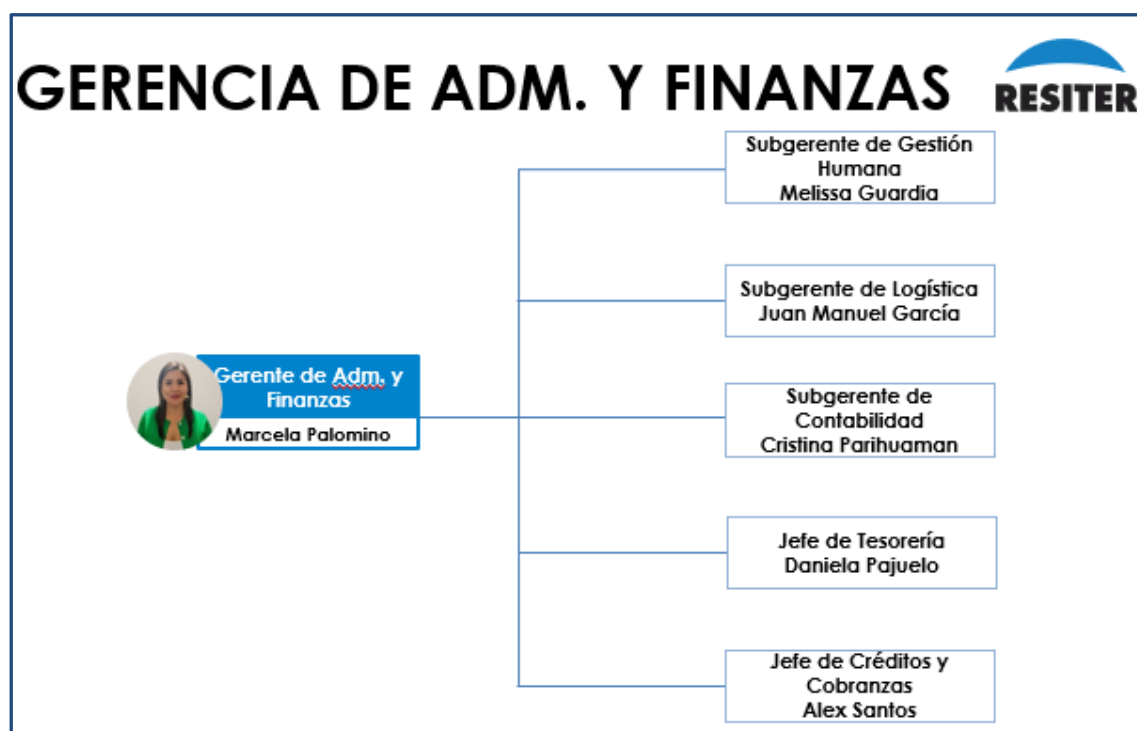 GERENCIA DE ADM. Y FINANZAS
RESITER
Subgerente de Gestión
Humana
Melissa Guardia
Subgerente de Logística
Juan Manuel García
Gerente de Adm. y
Finanzas
Marcela Palomino
Subgerente de
Contabilidad
Cristina Parihuaman
Jefe de Tesorería
Daniela Pajuelo
Jefe de Créditos y
Cobranzas
Alex Santos